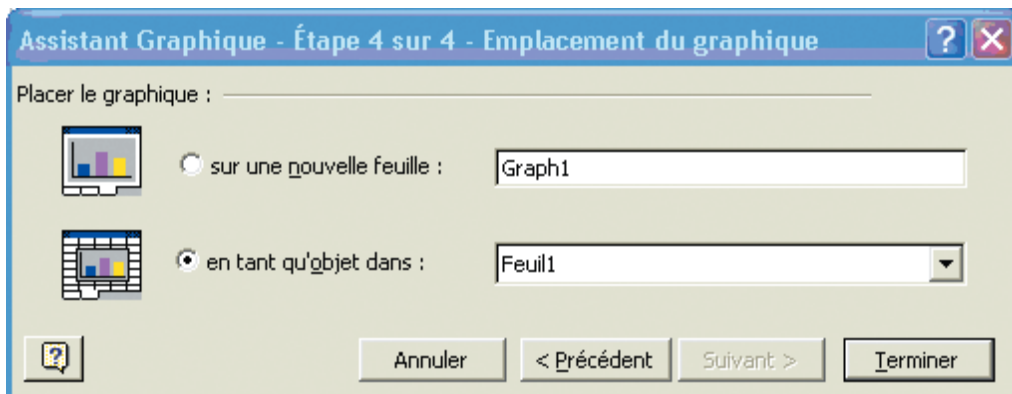 Assistant Graphique - Étape 4 sur 4 - Emplacement du graphique
Placer le graphique :
sur une nouvelle feuille : Graph1
en tant qu'objet dans : Feuil1
Annuler < Précédent Suivant > Terminer